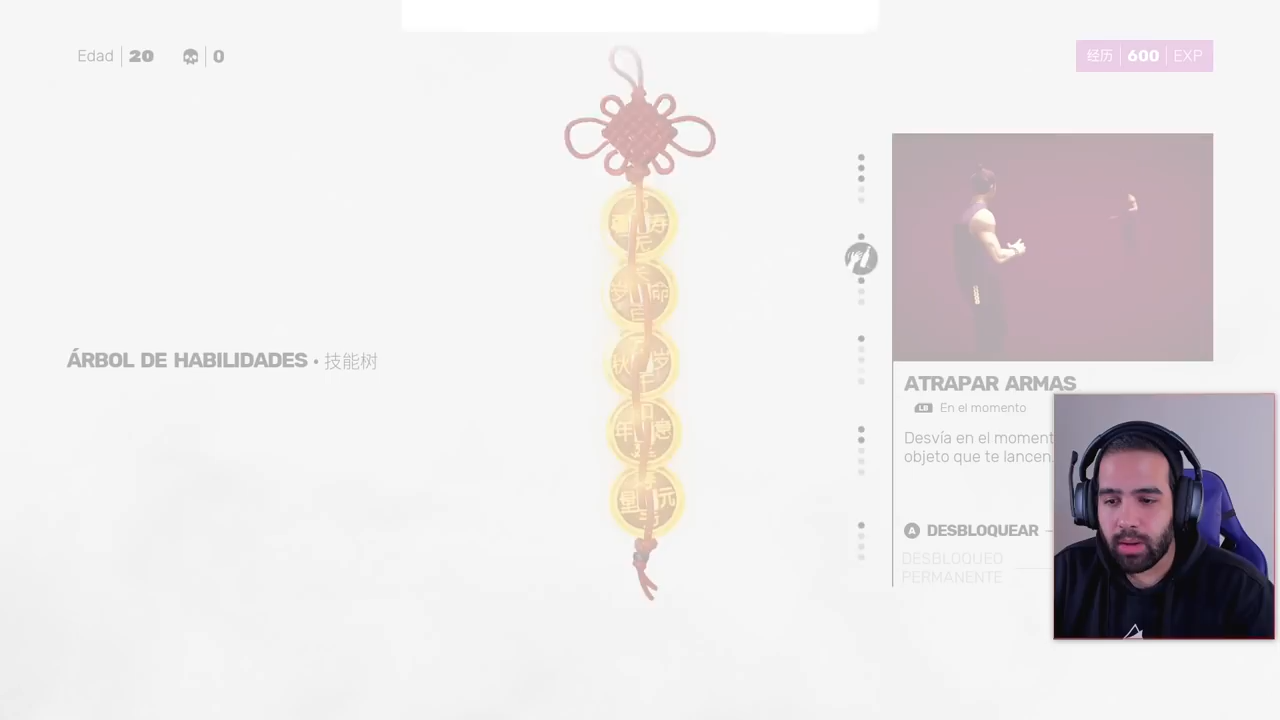 Edad 20 0
经历 600 EXP
ÁRBOL DE HABILIDADES • 技能树
ATRAPAR ARMAS
LB En el momento
Desvía en el moment
objeto que te lancen
A DESBLOQUEAR
DESBLOQUEO
PERMANENTE